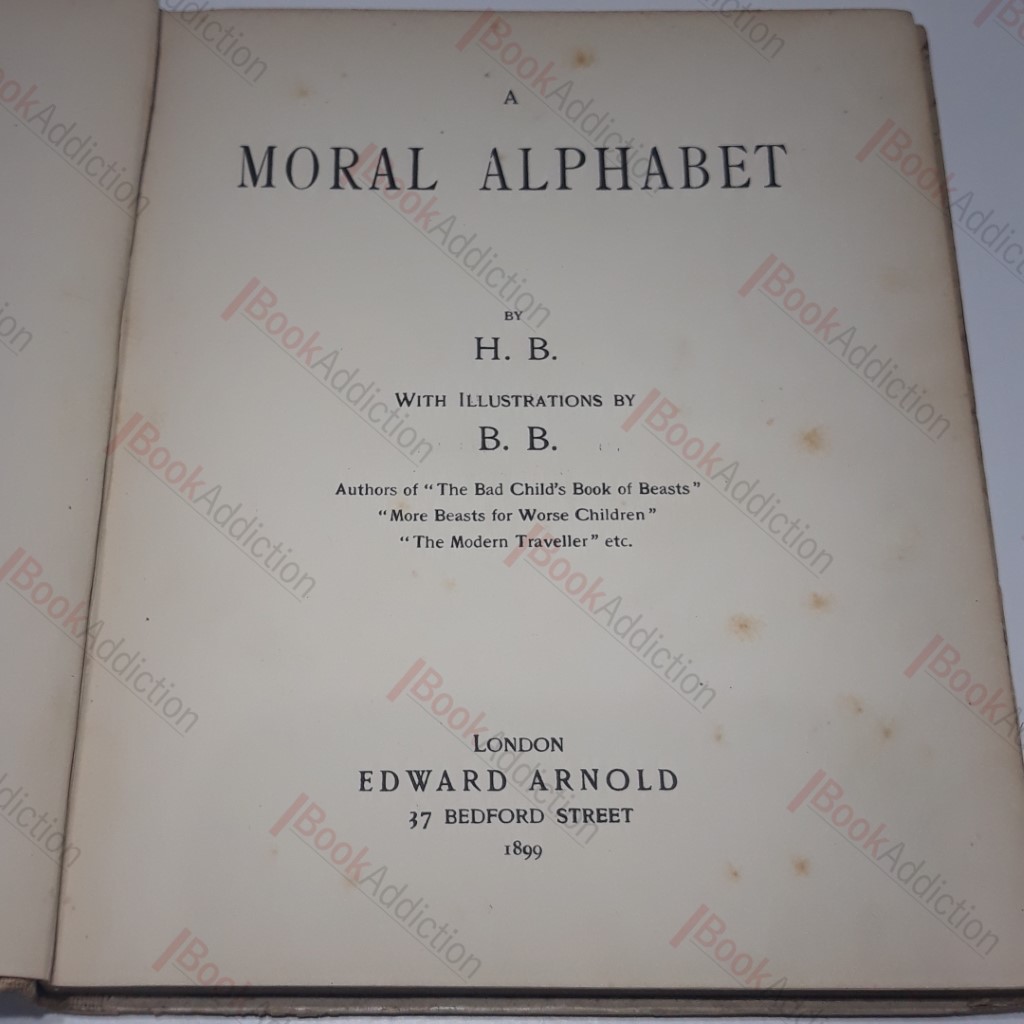 A
MORAL ALPHABET
BY
H. B.
WITH ILLUSTRATIONS BY
B. B.
Authors of "The Bad Child's Book of Beasts"
"More Beasts for Worse Children"
"The Modern Traveller" etc.
LONDON
EDWARD ARNOLD
37 BEDFORD STREET
1899
BookAddiction